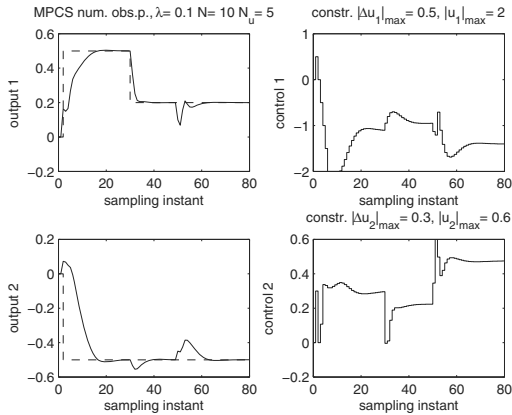 MPCS num. obs.p., λ= 0.1 N= 10 N_u= 5
constr. |Δu_1|_max= 0.5, |u_1|_max= 2
output 1
0.6
0.4
0.2
0
−0.2
0 20 40 60 80
sampling instant
control 1
2
1
0
−1
−2
0 20 40 60 80
sampling instant
constr. |Δu_2|_max= 0.3, |u_2|_max= 0.6
output 2
0.2
0
−0.2
−0.4
−0.6
0 20 40 60 80
sampling instant
control 2
0.6
0.4
0.2
0
−0.2
0 20 40 60 80
sampling instant